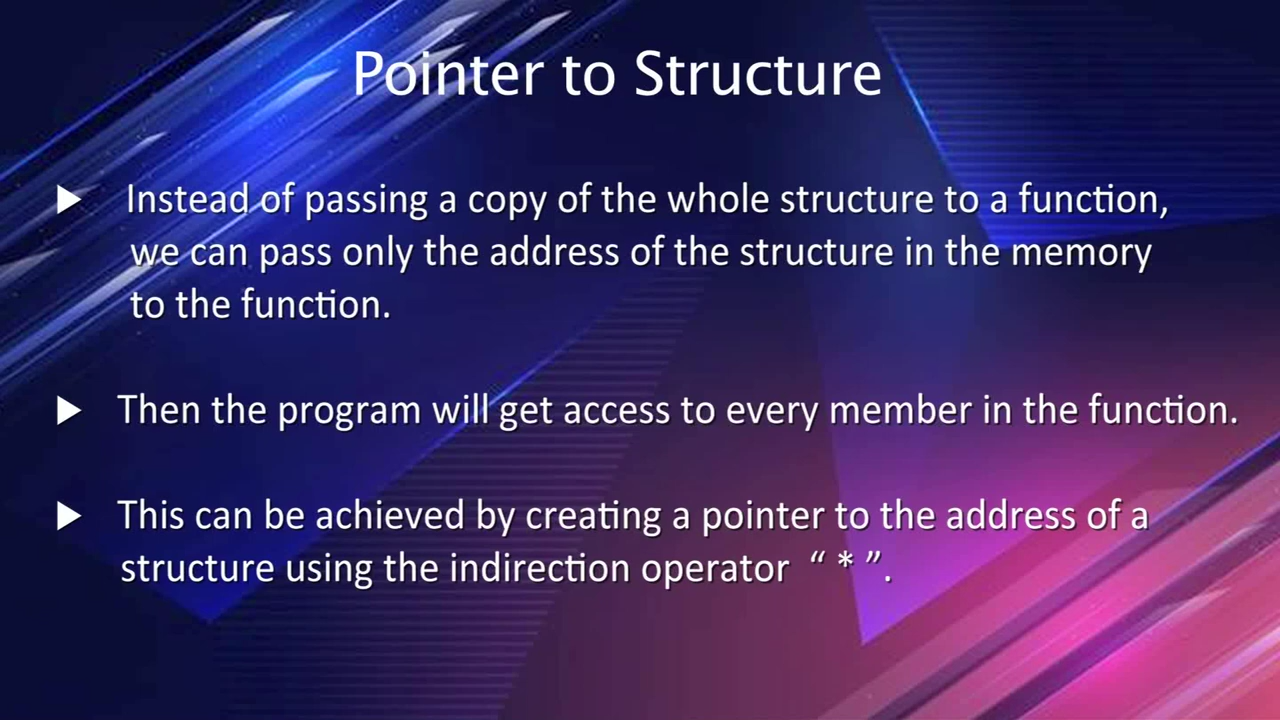 Pointer to Structure
Instead of passing a copy of the whole structure to a function,
we can pass only the address of the structure in the memory
to the function.
Then the program will get access to every member in the function.
This can be achieved by creating a pointer to the address of a
structure using the indirection operator “ * ”.